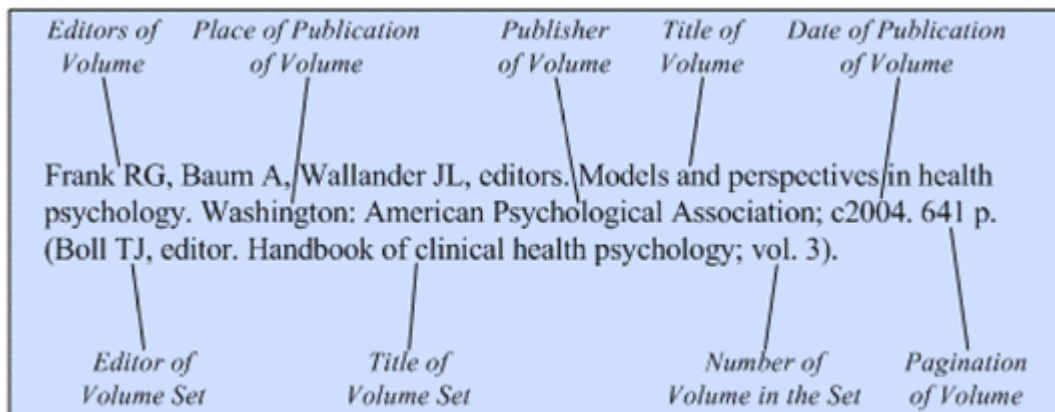 Editors of Place of Publication Publisher Title of Date of Publication
Volume of Volume of Volume Volume of Volume
Frank RG, Baum A, Wallander JL, editors. Models and perspectives in health
psychology. Washington: American Psychological Association; c2004. 641 p.
(Boll TJ, editor. Handbook of clinical health psychology; vol. 3).
Editor of Title of Number of Pagination
Volume Set Volume Set Volume in the Set of Volume